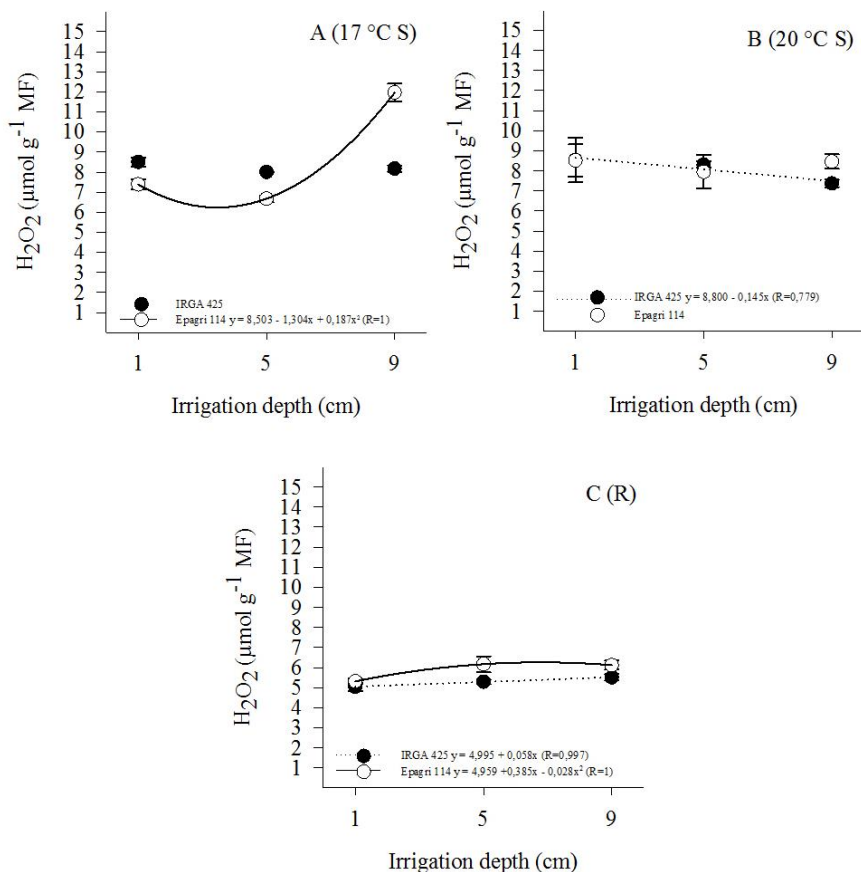 A (17 °C S)
H₂O₂ (µmol g⁻¹ MF)
15
14
13
12
11
10
9
8
7
6
5
4
3
2
1
IRGA 425
Epagri 114 y = 8,503 - 1,304x + 0,187x² (R=1)
1 5 9
Irrigation depth (cm)
B (20 °C S)
H₂O₂ (µmol g⁻¹ MF)
15
14
13
12
11
10
9
8
7
6
5
4
3
2
1
IRGA 425 y = 8,800 - 0,145x (R=0,779)
Epagri 114
1 5 9
Irrigation depth (cm)
C (R)
H₂O₂ (µmol g⁻¹ MF)
15
14
13
12
11
10
9
8
7
6
5
4
3
2
1
IRGA 425 y = 4,995 + 0,058x (R=0,997)
Epagri 114 y = 4,959 +0,385x - 0,028x² (R=1)
1 5 9
Irrigation depth (cm)